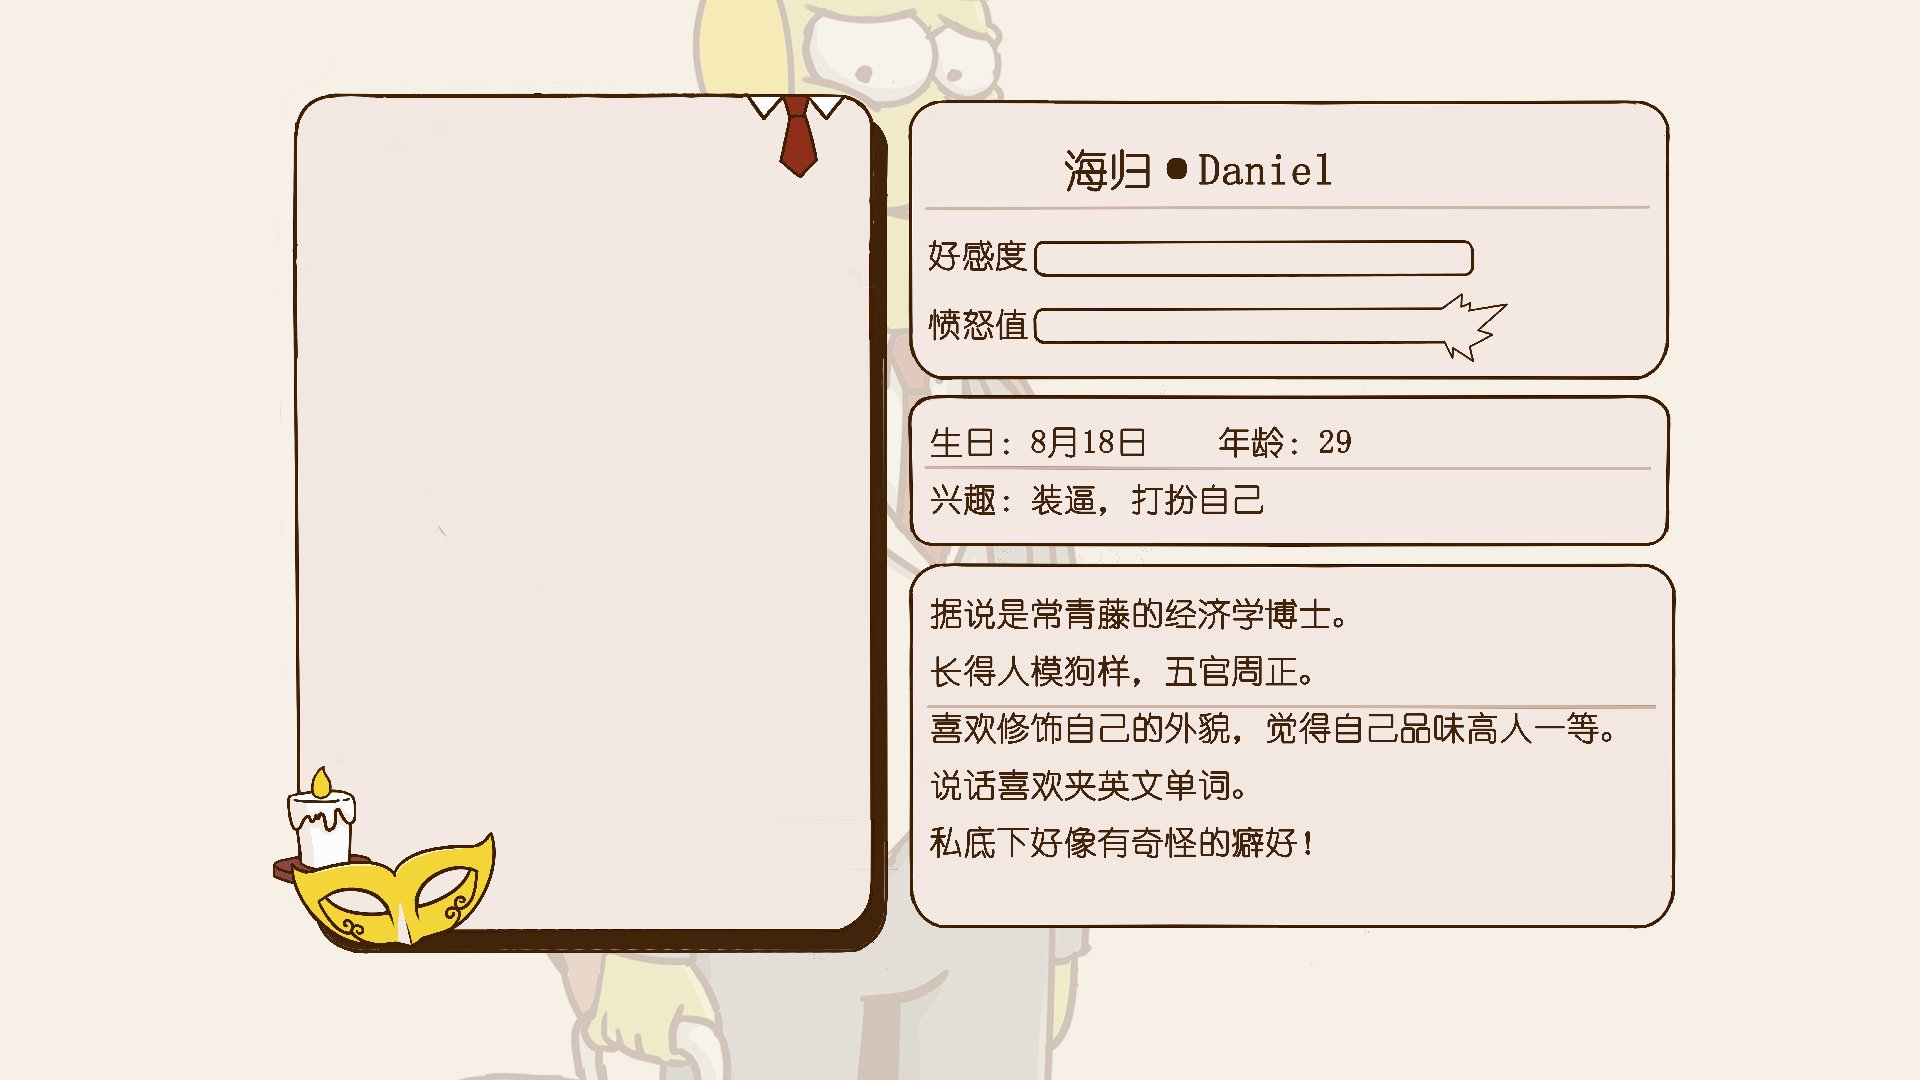 海归●Daniel
好感度
愤怒值
生日：8月18日 年龄：29
兴趣：装逼，打扮自己
据说是常青藤的经济学博士。
长得人模狗样，五官周正。
喜欢修饰自己的外貌，觉得自己品味高人一等。
说话喜欢夹英文单词。
私底下好像有奇怪的癖好！